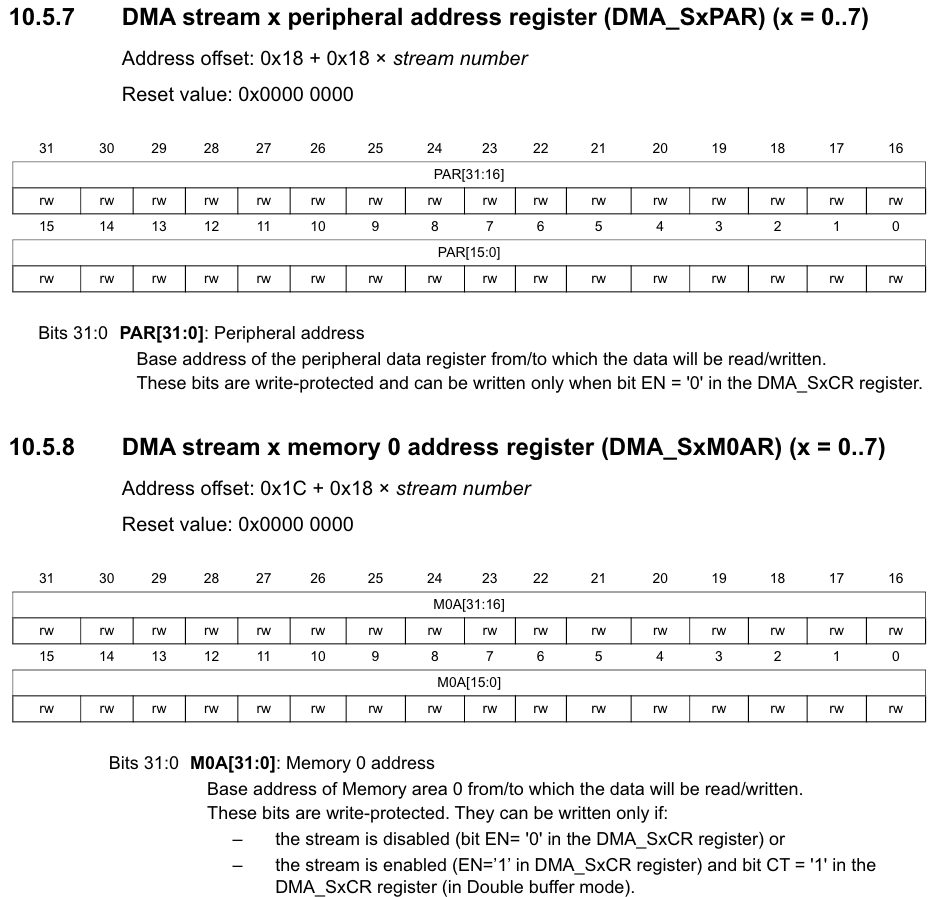 10.5.7 DMA stream x peripheral address register (DMA_SxPAR) (x = 0..7)
Address offset: 0x18 + 0x18 × stream number
Reset value: 0x0000 0000
31 30 29 28 27 26 25 24 23 22 21 20 19 18 17 16
PAR[31:16]
rw rw rw rw rw rw rw rw rw rw rw rw rw rw rw rw
15 14 13 12 11 10 9 8 7 6 5 4 3 2 1 0
PAR[15:0]
rw rw rw rw rw rw rw rw rw rw rw rw rw rw rw rw
Bits 31:0 PAR[31:0]: Peripheral address
Base address of the peripheral data register from/to which the data will be read/written.
These bits are write-protected and can be written only when bit EN = '0' in the DMA_SxCR register.
10.5.8 DMA stream x memory 0 address register (DMA_SxM0AR) (x = 0..7)
Address offset: 0x1C + 0x18 × stream number
Reset value: 0x0000 0000
31 30 29 28 27 26 25 24 23 22 21 20 19 18 17 16
M0A[31:16]
rw rw rw rw rw rw rw rw rw rw rw rw rw rw rw rw
15 14 13 12 11 10 9 8 7 6 5 4 3 2 1 0
M0A[15:0]
rw rw rw rw rw rw rw rw rw rw rw rw rw rw rw rw
Bits 31:0 M0A[31:0]: Memory 0 address
Base address of Memory area 0 from/to which the data will be read/written.
These bits are write-protected. They can be written only if:
– the stream is disabled (bit EN= '0' in the DMA_SxCR register) or
– the stream is enabled (EN=’1’ in DMA_SxCR register) and bit CT = '1' in the
DMA_SxCR register (in Double buffer mode).